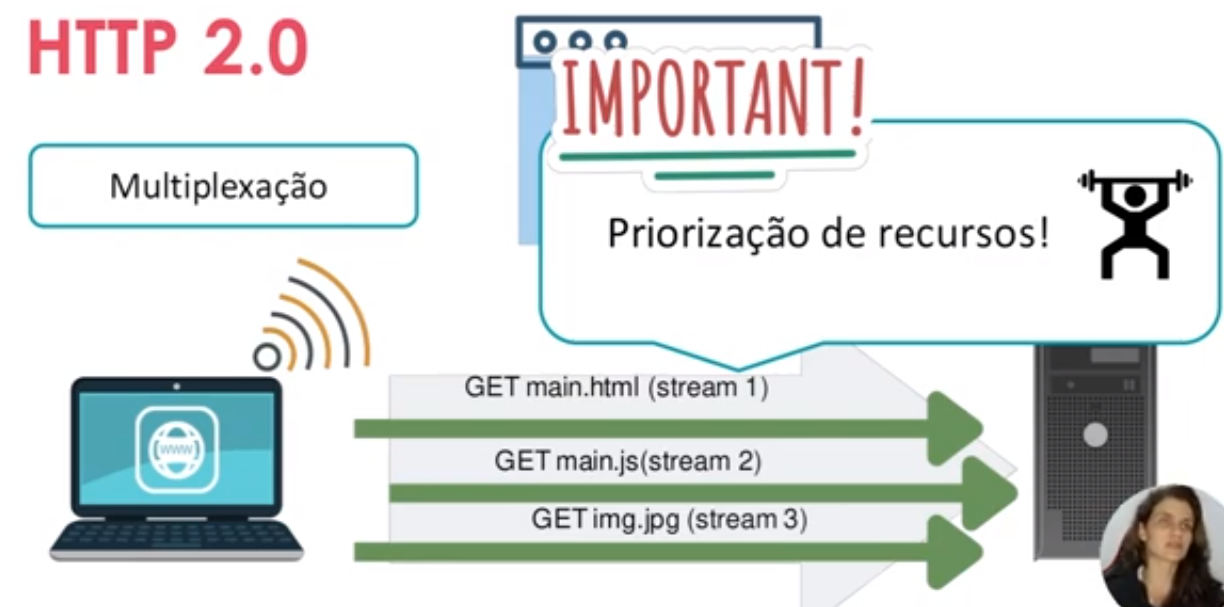 HTTP 2.0
IMPORTANT!
Multiplexação
Priorização de recursos!
GET main.html (stream 1)
www
GET main.js(stream 2)
GET img.jpg (stream 3)